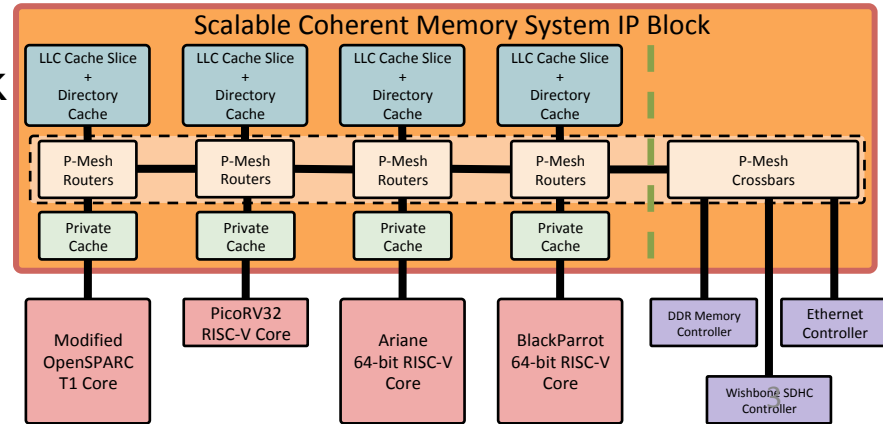 Scalable Coherent Memory System IP Block
LLC Cache Slice
+
Directory
Cache
LLC Cache Slice
+
Directory
Cache
LLC Cache Slice
+
Directory
Cache
LLC Cache Slice
+
Directory
Cache
P-Mesh
Routers
P-Mesh
Routers
P-Mesh
Routers
P-Mesh
Routers
P-Mesh
Crossbars
Private
Cache
Private
Cache
Private
Cache
Private
Cache
Modified
OpenSPARC
T1 Core
PicoRV32
RISC-V Core
Ariane
64-bit RISC-V
Core
BlackParrot
64-bit RISC-V
Core
DDR Memory
Controller
Ethernet
Controller
Wishbone SDHC
Controller
3